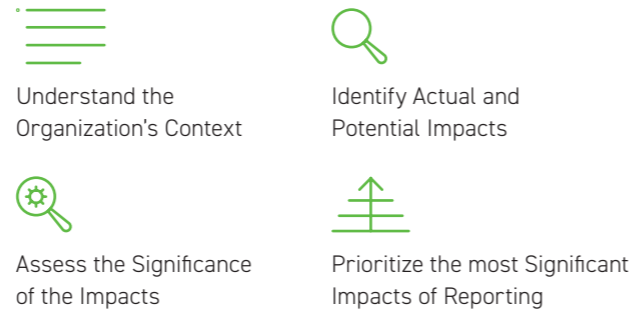 Understand the
Organization's Context
Identify Actual and
Potential Impacts
Assess the Significance
of the Impacts
Prioritize the most Significant
Impacts of Reporting